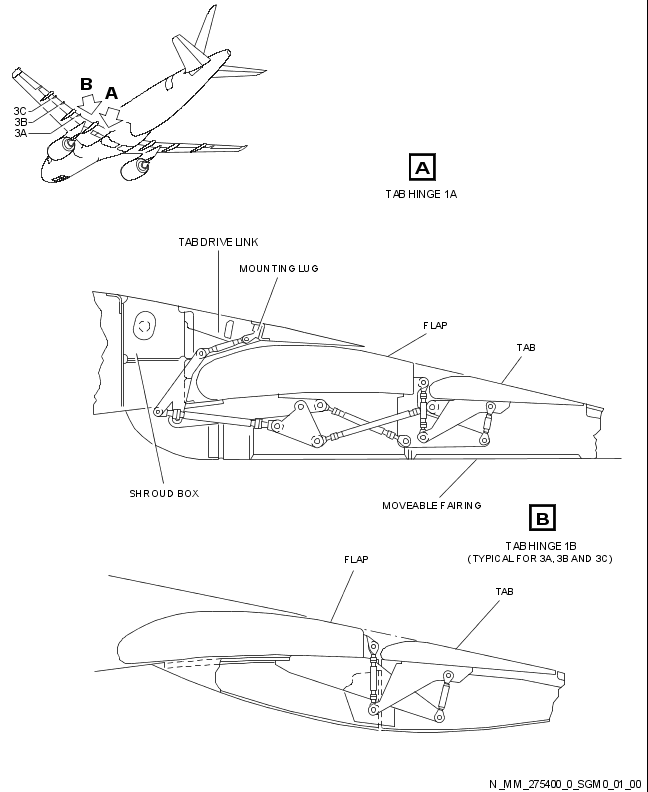 B
A
3C
3B
3A
A
TAB HINGE 1A
TAB DRIVE LINK
MOUNTING LUG
FLAP
TAB
SHROUD BOX
MOVEABLE FAIRING
B
TAB HINGE 1B
(TYPICAL FOR 3A, 3B AND 3C)
FLAP
TAB
N_MM_275400_0_SGM0_01_00